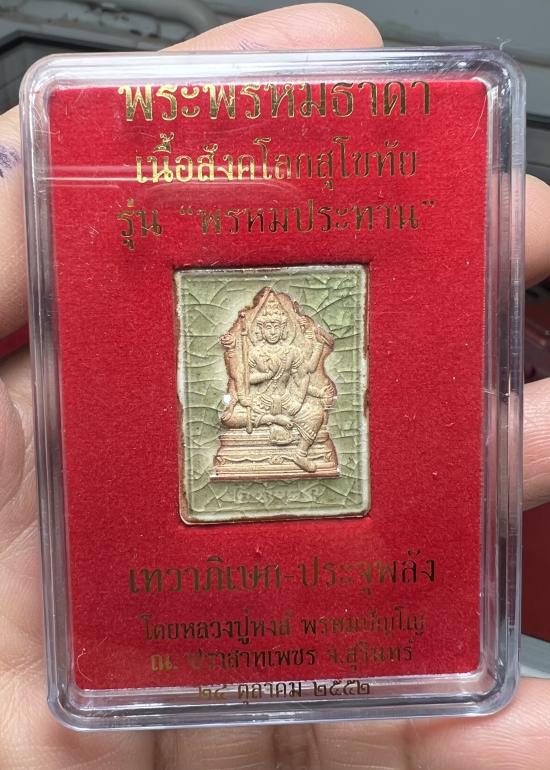 พระพรหมธาดา
เนื้อสังคโลกสุโขทัย
รุ่น “พรหมประทาน”
เทวาภิเษก-ประจุพลัง
โดยหลวงปู่หงส์ พรหมปัญโญ
ณ. ปราสาทเพชร จ.สุรินทร์
๒๔ ตุลาคม ๒๕๕๒